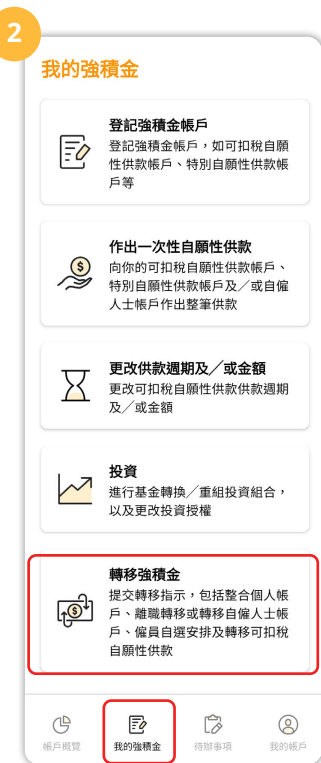 2
我的強積金
登記強積金帳戶
登記強積金帳戶，如可扣稅自願
性供款帳戶、特別自願性供款帳
戶等
作出一次性自願性供款
向你的可扣稅自願性供款帳戶、
特別自願性供款帳戶及／或自僱
人士帳戶作出整筆供款
更改供款週期及／或金額
更改可扣稅自願性供款供款週期
及／或金額
投資
進行基金轉換／重組投資組合，
以及更改投資授權
轉移強積金
提交轉移指示，包括整合個人帳
戶、離職轉移或轉移自僱人士帳
戶、僱員自選安排及轉移可扣稅
自願性供款
帳戶概覽
我的強積金
待辦事項
我的帳戶